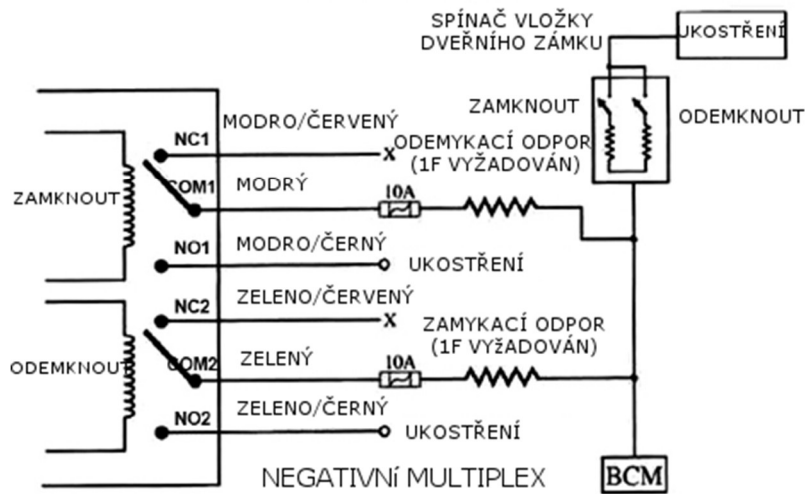 SPÍNAČ VLOŽKY
DVEŘNÍHO ZÁMKU
UKOSTŘENÍ
ZAMKNOUT
ODEMKNOUT
MODRO/ČERVENÝ
NC1
X
ODEMYKACÍ ODPOR
(1F VYŽADOVÁN)
ZAMKNOUT
COM1
MODRÝ
10A
NO1
MODRO/ČERNÝ
UKOSTŘENÍ
NC2
ZELENO/ČERVENÝ
X
ZAMYKACÍ ODPOR
(1F VYžADOVÁN)
ODEMKNOUT
COM2
ZELENÝ
10A
NO2
ZELENO/ČERNÝ
UKOSTŘENÍ
NEGATIVNí MULTIPLEX
BCM